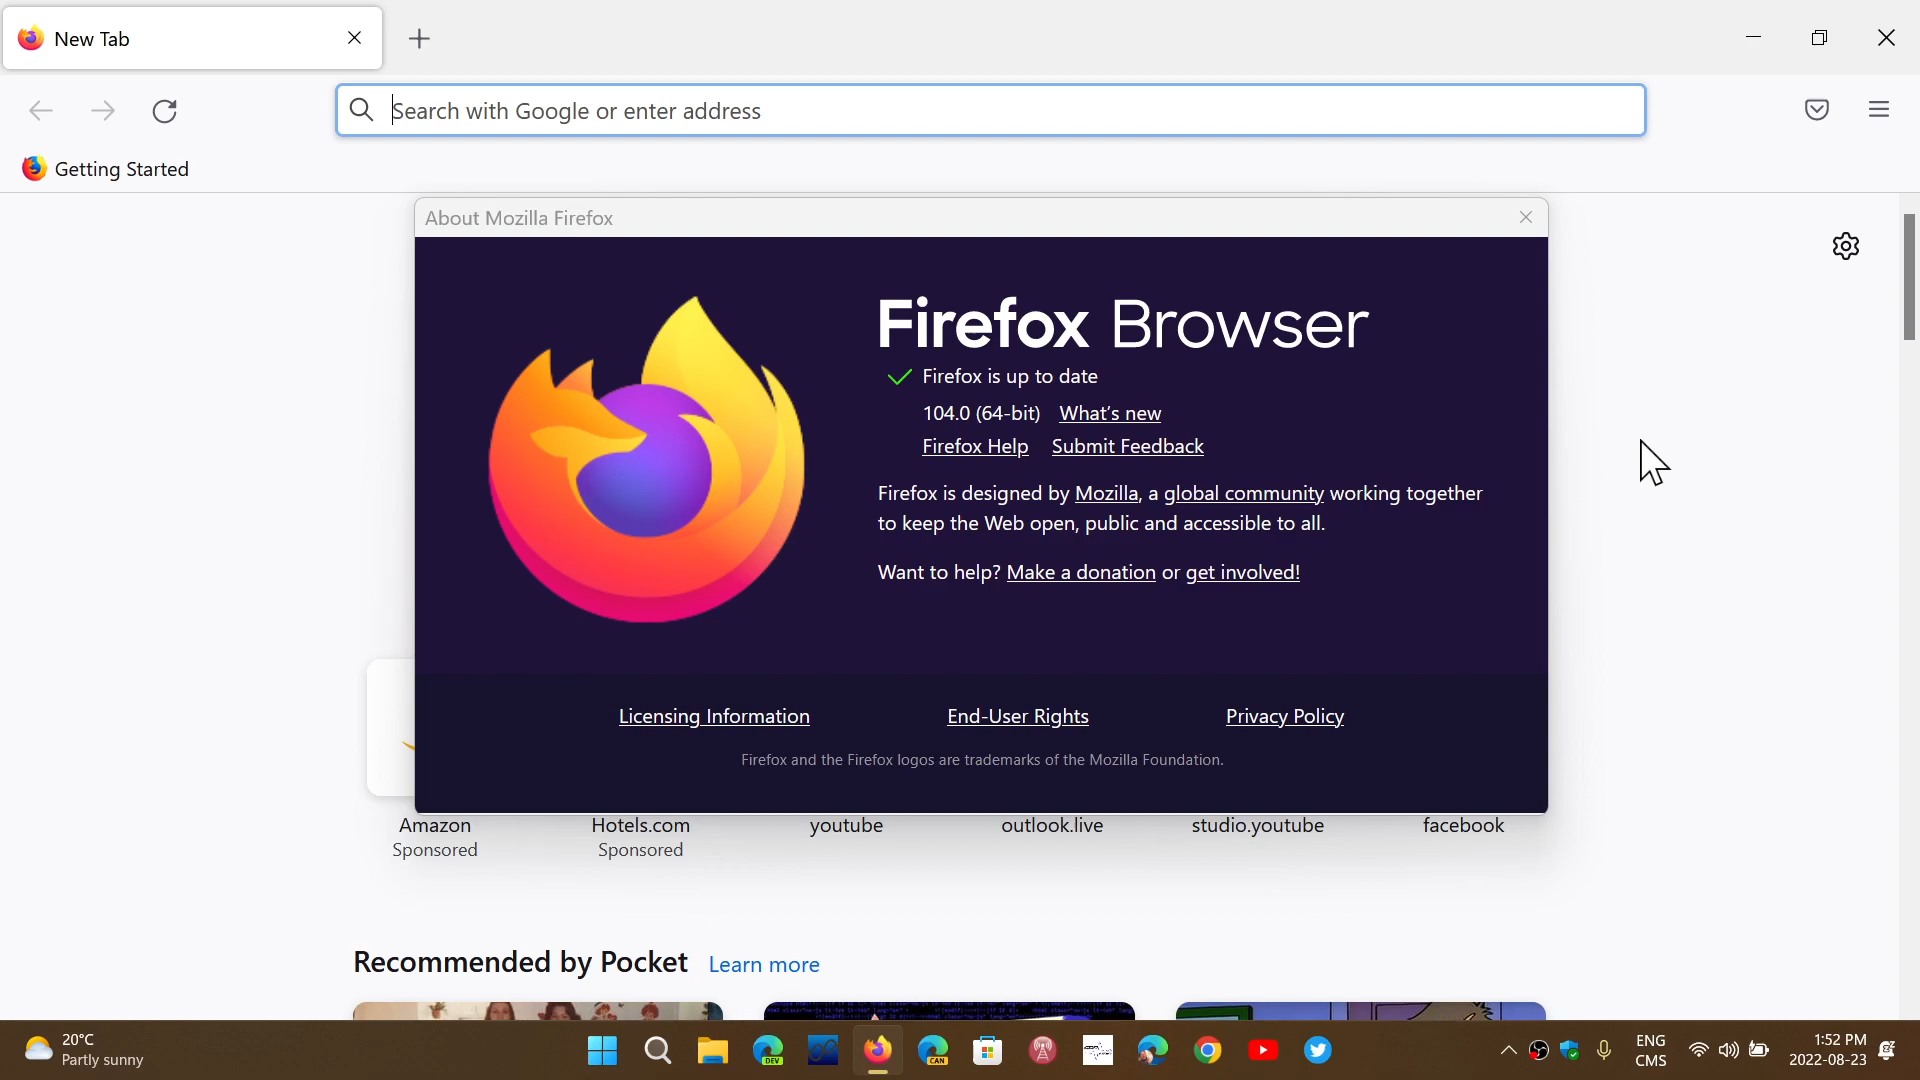 New Tab
Search with Google or enter address
Getting Started
About Mozilla Firefox
Firefox Browser
Firefox is up to date
104.0 (64-bit) What's new
Firefox Help Submit Feedback
Firefox is designed by Mozilla, a global community working together
to keep the Web open, public and accessible to all.
Want to help? Make a donation or get involved!
Licensing Information End-User Rights Privacy Policy
Firefox and the Firefox logos are trademarks of the Mozilla Foundation.
Amazon Hotels.com youtube outlook.live studio.youtube facebook
Sponsored Sponsored
Recommended by Pocket Learn more
20°C
Partly sunny
DEV
CAN
ENG
CMS
1:52 PM
2022-08-23